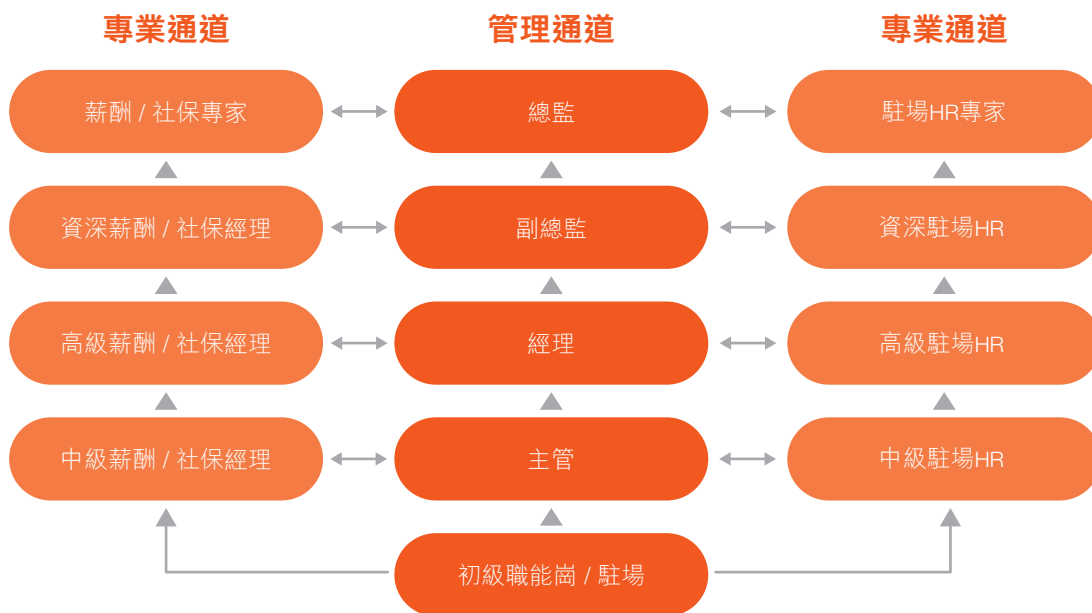 專業通道
管理通道
專業通道
薪酬 / 社保專家
總監
駐場HR專家
資深薪酬 / 社保經理
副總監
資深駐場HR
高級薪酬 / 社保經理
經理
高級駐場HR
中級薪酬 / 社保經理
主管
中級駐場HR
初級職能崗 / 駐場